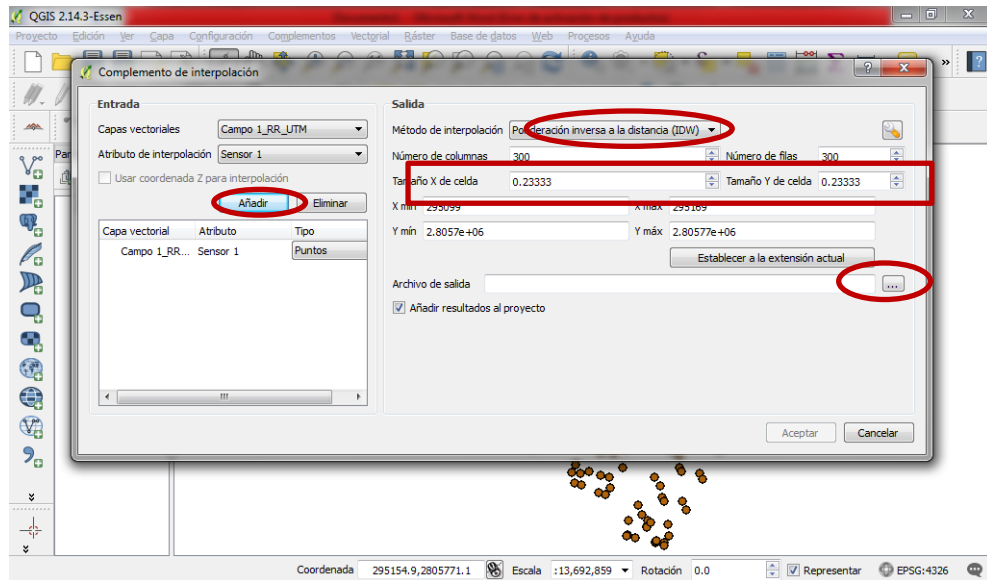 QGIS 2.14.3-Essen
Proyecto Edición Ver Capa Configuración Complementos Vectorial Ráster Base de datos Web Procesos Ayuda
Complemento de interpolación
Entrada
Capas vectoriales Campo 1_RR_UTM
Atributo de interpolación Sensor 1
Usar coordenada Z para interpolación
Añadir Eliminar
Capa vectorial Atributo Tipo
Campo 1_RR... Sensor 1 Puntos
Salida
Método de interpolación Ponderación inversa a la distancia (IDW)
Número de columnas 300 Número de filas 300
Tamaño X de celda 0.23333 Tamaño Y de celda 0.23333
X mín 295099 X máx 295169
Y mín 2.8057e+06 Y máx 2.80577e+06
Establecer a la extensión actual
Archivo de salida ...
Añadir resultados al proyecto
Aceptar Cancelar
Pan
Coordenada 295154.9,2805771.1 Escala :13,692,859 Rotación 0.0 Representar EPSG:4326